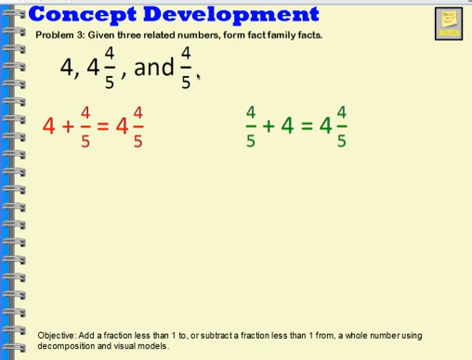 Concept Development
Problem 3: Given three related numbers, form fact family facts.
4, 4 4/5, and 4/5.
4 + 4/5 = 4 4/5
4/5 + 4 = 4 4/5
Objective: Add a fraction less than 1 to, or subtract a fraction less than 1 from, a whole number using
decomposition and visual models.